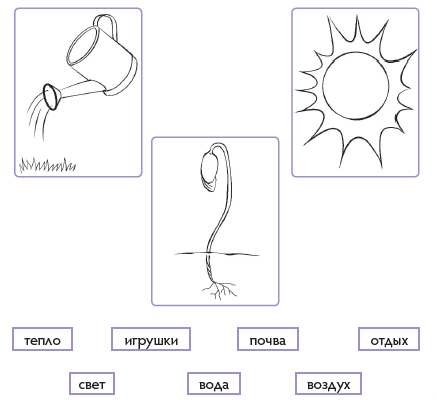 тепло игрушки почва отдых
свет вода воздух